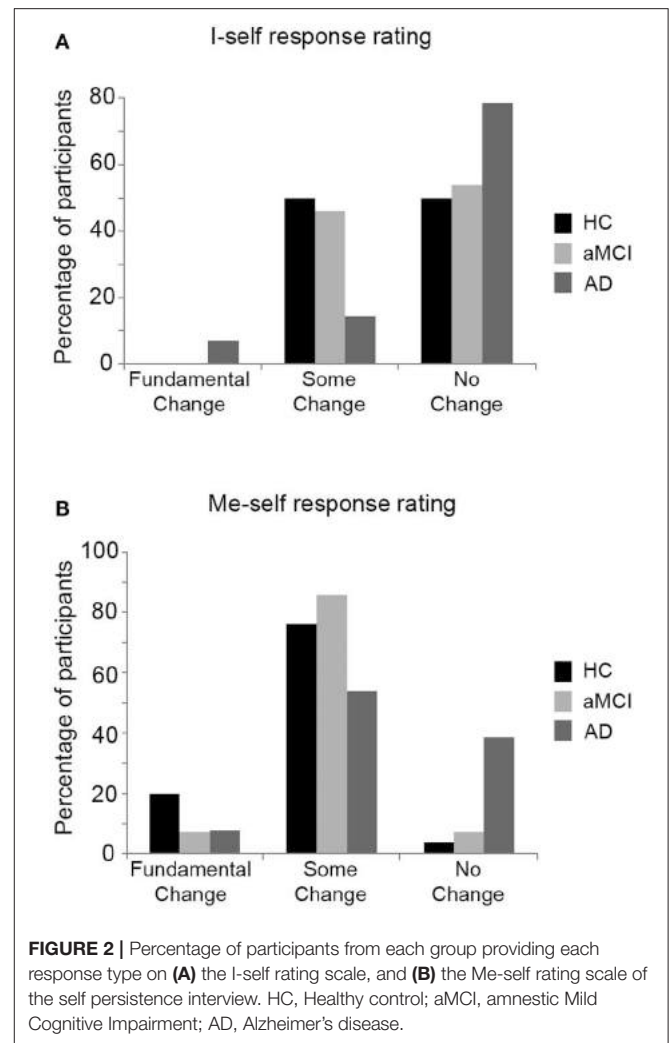 A
I-self response rating
Percentage of participants
80
60
40
20
0
Fundamental Change
Some Change
No Change
HC
aMCI
AD
B
Me-self response rating
Percentage of participants
100
80
60
40
20
0
Fundamental Change
Some Change
No Change
HC
aMCI
AD
FIGURE 2 | Percentage of participants from each group providing each
response type on (A) the I-self rating scale, and (B) the Me-self rating scale of
the self persistence interview. HC, Healthy control; aMCI, amnestic Mild
Cognitive Impairment; AD, Alzheimer's disease.